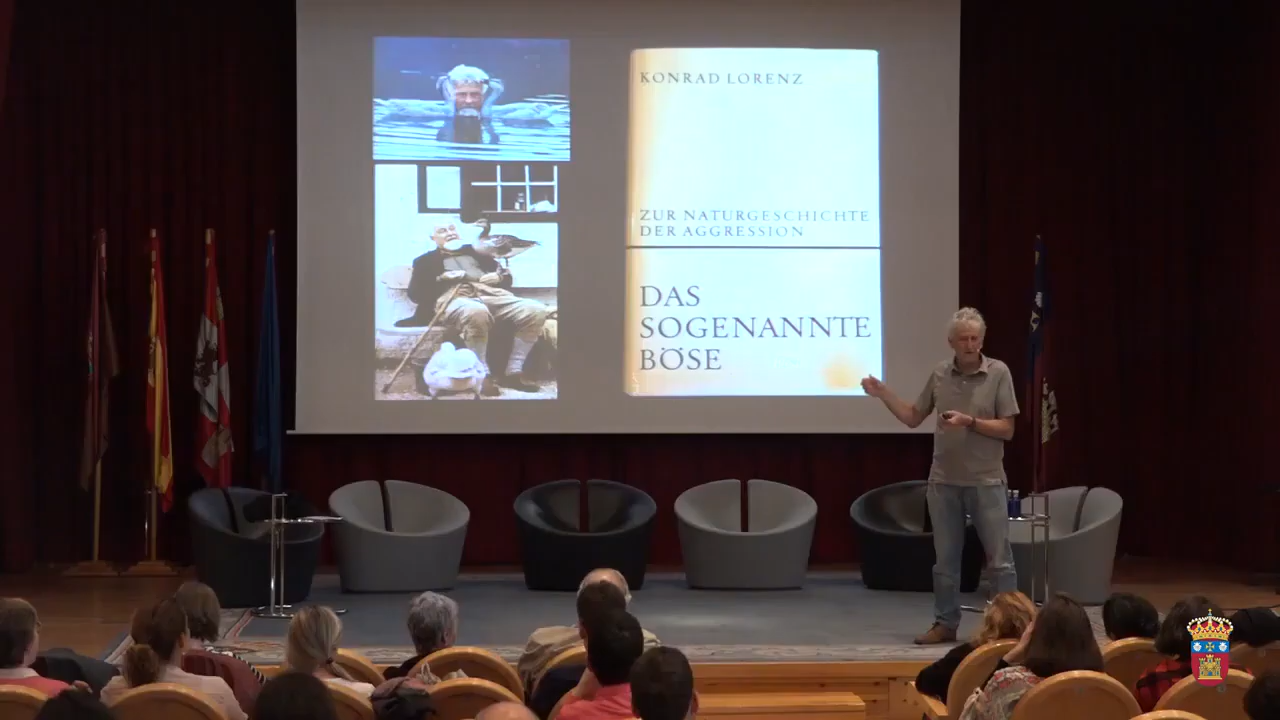 KONRAD LORENZ
ZUR NATURGESCHICHTE
DER AGGRESSION
DAS
SOGENANNTE
BÖSE